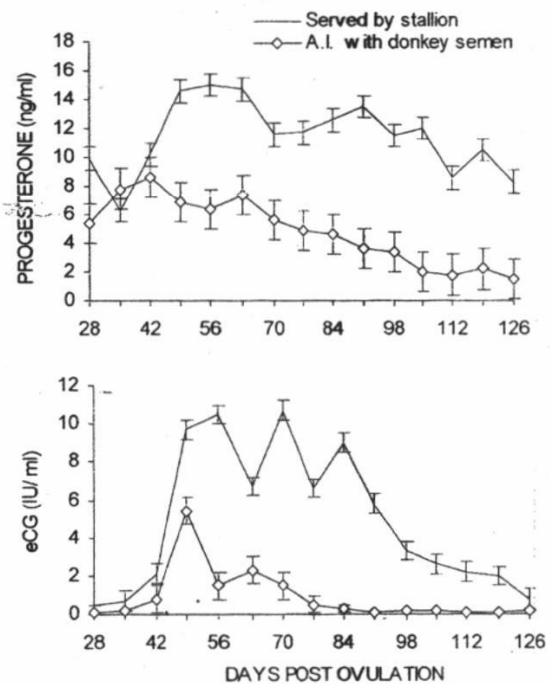 Served by stallion
A.I. with donkey semen
18
16
14
12
10
8
6
4
2
0
PROGESTERONE (ng/ml)
28 42 56 70 84 98 112 126
12
10
8
6
4
2
0
eCG (IU/ ml)
28 42 56 70 84 98 112 126
DAYS POST OVULATION